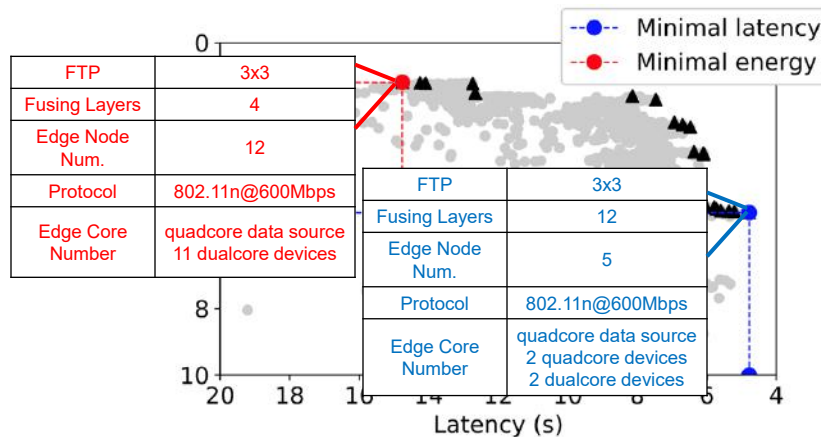 0
Minimal latency
Minimal energy
FTP
3x3
Fusing Layers
4
Edge Node
Num.
12
Protocol
802.11n@600Mbps
Edge Core
Number
quadcore data source
11 dualcore devices
FTP
3x3
Fusing Layers
12
Edge Node
Num.
5
Protocol
802.11n@600Mbps
Edge Core
Number
quadcore data source
2 quadcore devices
2 dualcore devices
8
10
20
18
16
14
12
10
8
6
4
Latency (s)